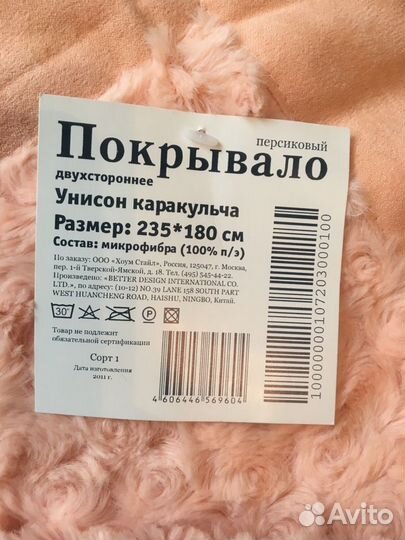 персиковый
Покрывало
двухстороннее
Унисон каракульча
Размер: 235*180 см
Состав: микрофибра (100% п/э)
По заказу: ООО «Хоум Стайл», Россия, 125047, г. Москва,
пер. 1-й Тверской-Ямской, д. 18. Тел. (495) 545-44-22.
Произведено: «BETTER DESIGN INTERNATIONAL CO.
LTD.», по адресу: (10-12) NO.39 LANE 158 SOUTH PART
WEST HUANCHENG ROAD, HAISHU, NINGBO, Китай.
30° P
Товар не подлежит
обязательной сертификации
Сорт 1
Дата изготовления
2011 г.
4 606446 569604
10000000107203000100
Avito